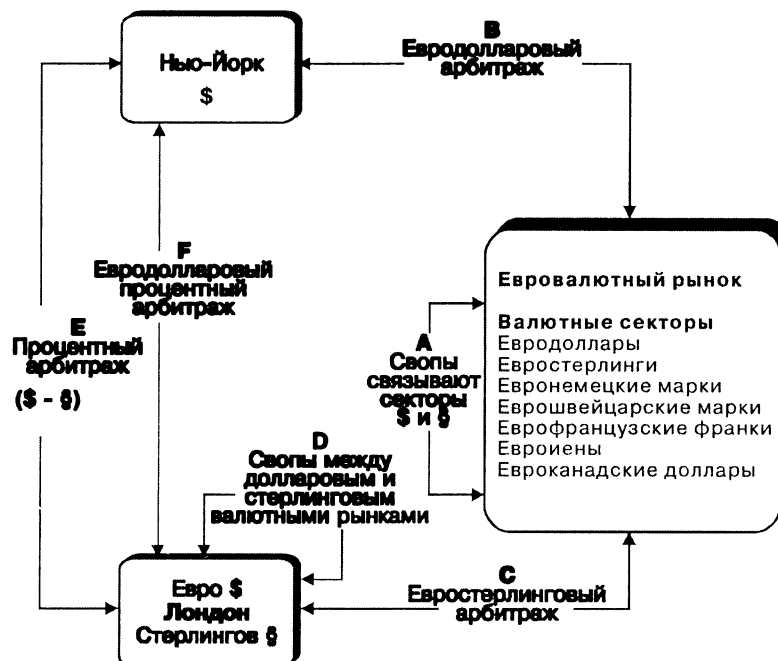 Нью-Йорк
$
B
Евродолларовый
арбитраж
F
Евродолларовый
процентный
арбитраж
E
Процентный
арбитраж
($ - §)
Евровалютный рынок
Валютные секторы
Евродоллары
Евростерлинги
Евронемецкие марки
Еврошвейцарские марки
Еврофранцузские франки
Евроиены
Евроканадские доллары
A
Свопы
связывают
секторы
$ и §
D
Свопы между
долларовым и
стерлинговым
валютными рынками
Евро $
Лондон
Стерлингов §
C
Евростерлинговый
арбитраж